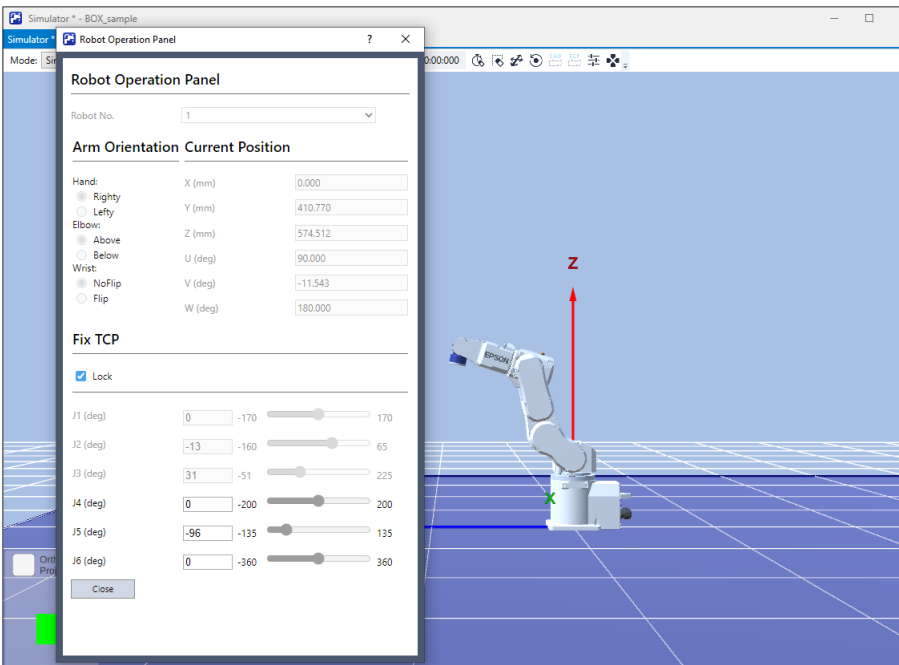 Simulator * - BOX_sample
Simulator *
Robot Operation Panel
?
Mode:
0:00:000
CAD
ECP
Robot Operation Panel
Robot No. 1
Arm Orientation Current Position
Hand:
Righty
Lefty
Elbow:
Above
Below
Wrist:
NoFlip
Flip
X (mm) 0.000
Y (mm) 410.770
Z (mm) 574.512
U (deg) 90.000
V (deg) -11.543
W (deg) 180.000
Fix TCP
Lock
J1 (deg) 0 -170 170
J2 (deg) -13 -160 65
J3 (deg) 31 -51 225
J4 (deg) 0 -200 200
J5 (deg) -96 -135 135
J6 (deg) 0 -360 360
Close
Z
EPSON
X